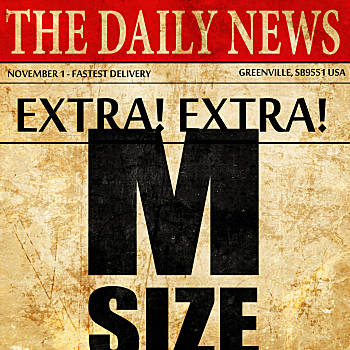 THE DAILY NEWS
NOVEMBER 1 - FASTEST DELIVERY GREENVILLE, SB9551 USA
EXTRA! EXTRA!
M
SIZE